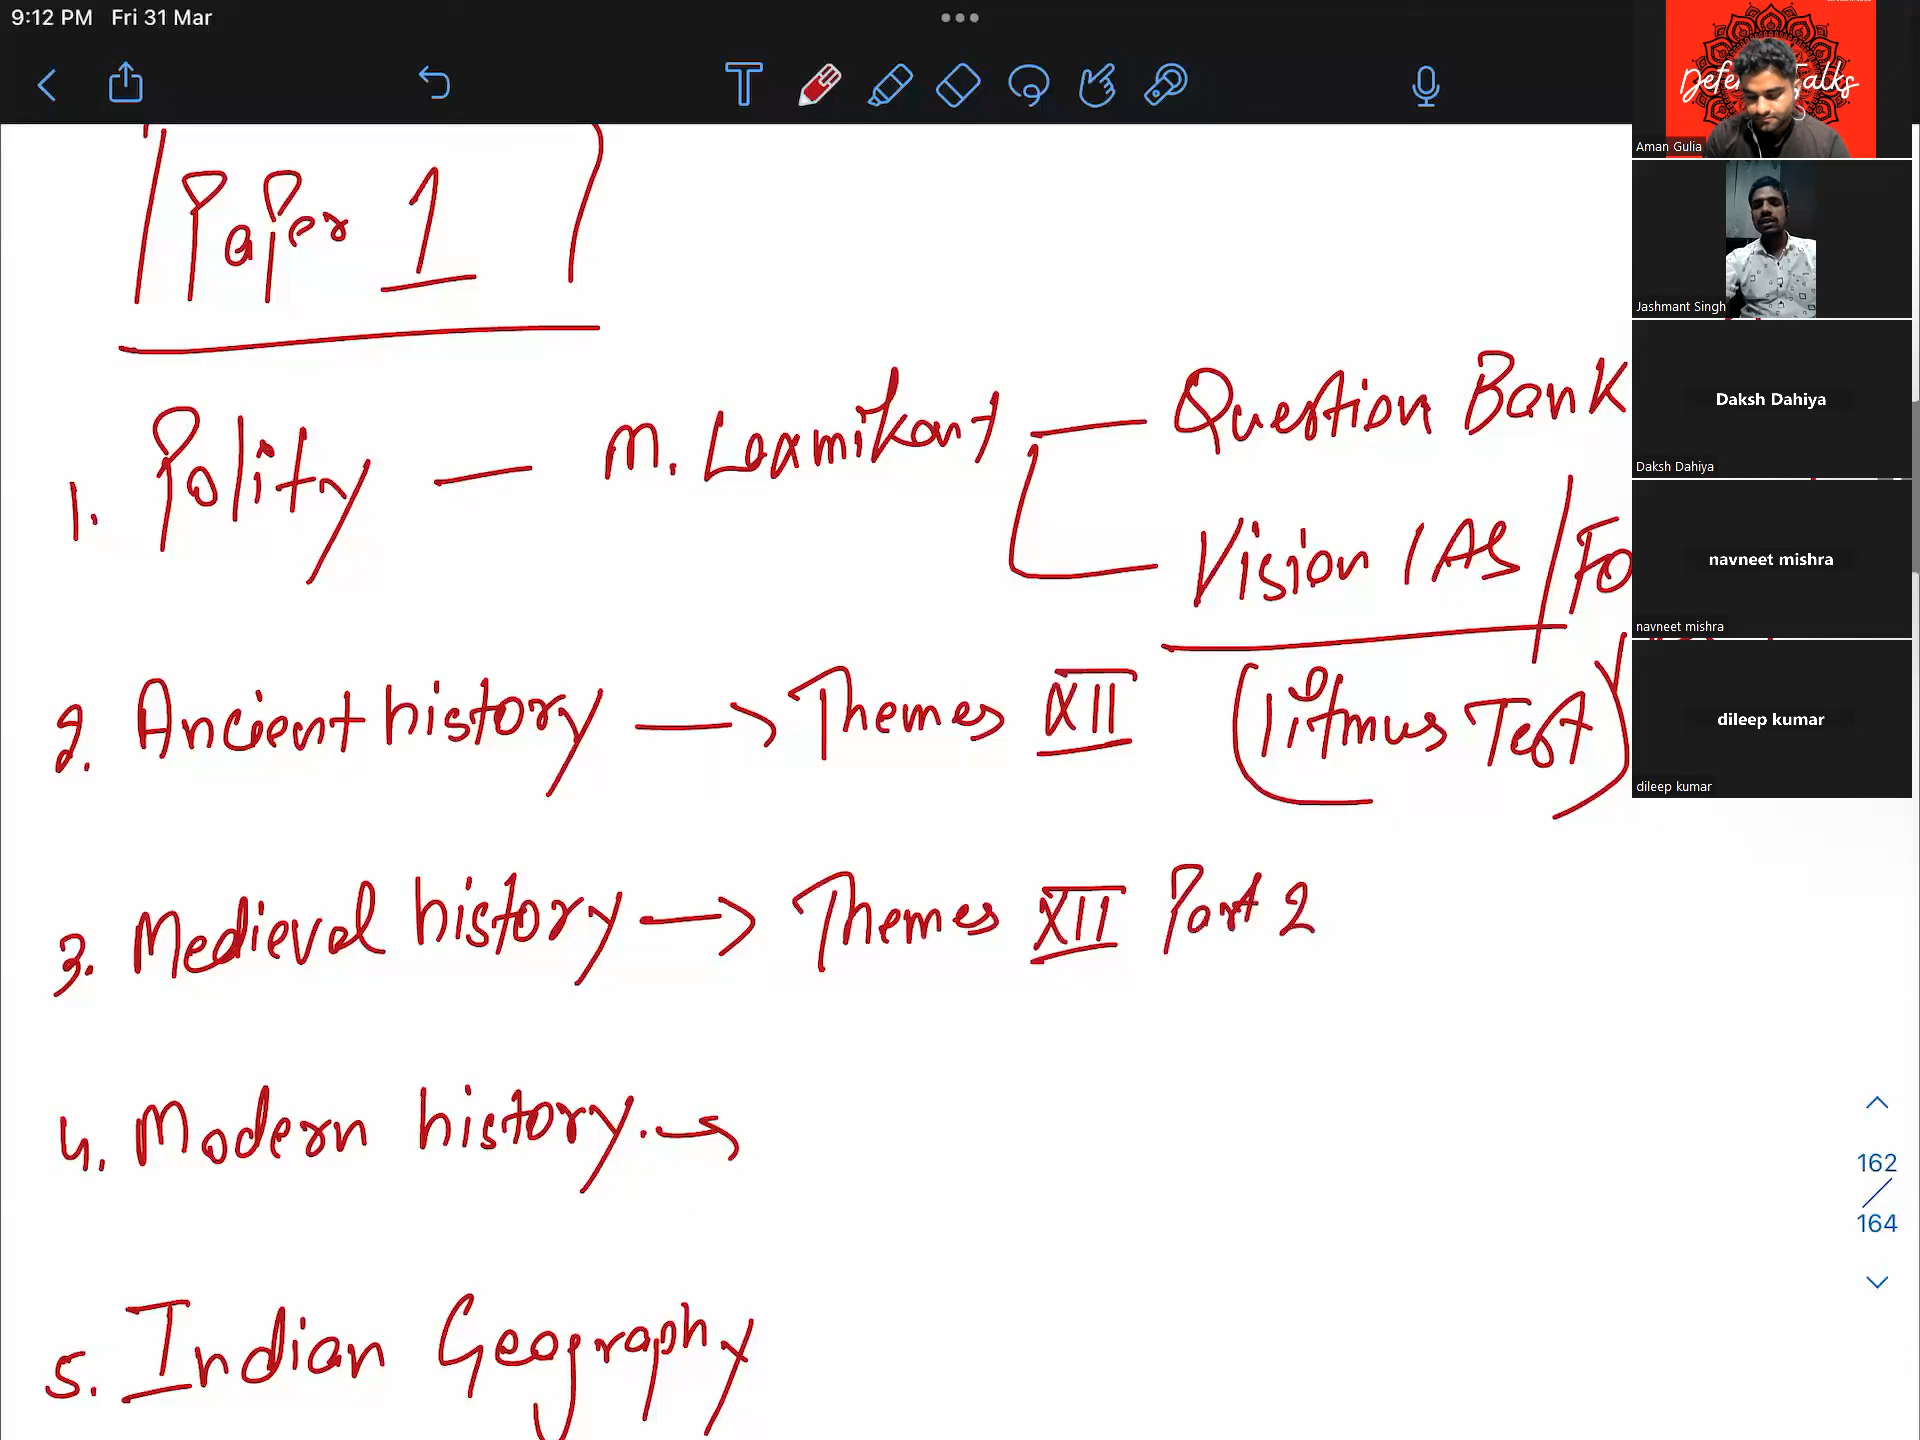 9:12 PM Fri 31 Mar
Aman Gulia
Paper 1
Jashmant Singh
1. Polity — M. Laxmikant — Question Bank
Daksh Dahiya
Daksh Dahiya
Vision IAS / Fo
navneet mishra
navneet mishra
2. Ancient history → Themes XII (litmus Test)
dileep kumar
dileep kumar
3. Medieval history → Themes XII Part 2
4. Modern history. →
162
/
164
5. Indian Geography